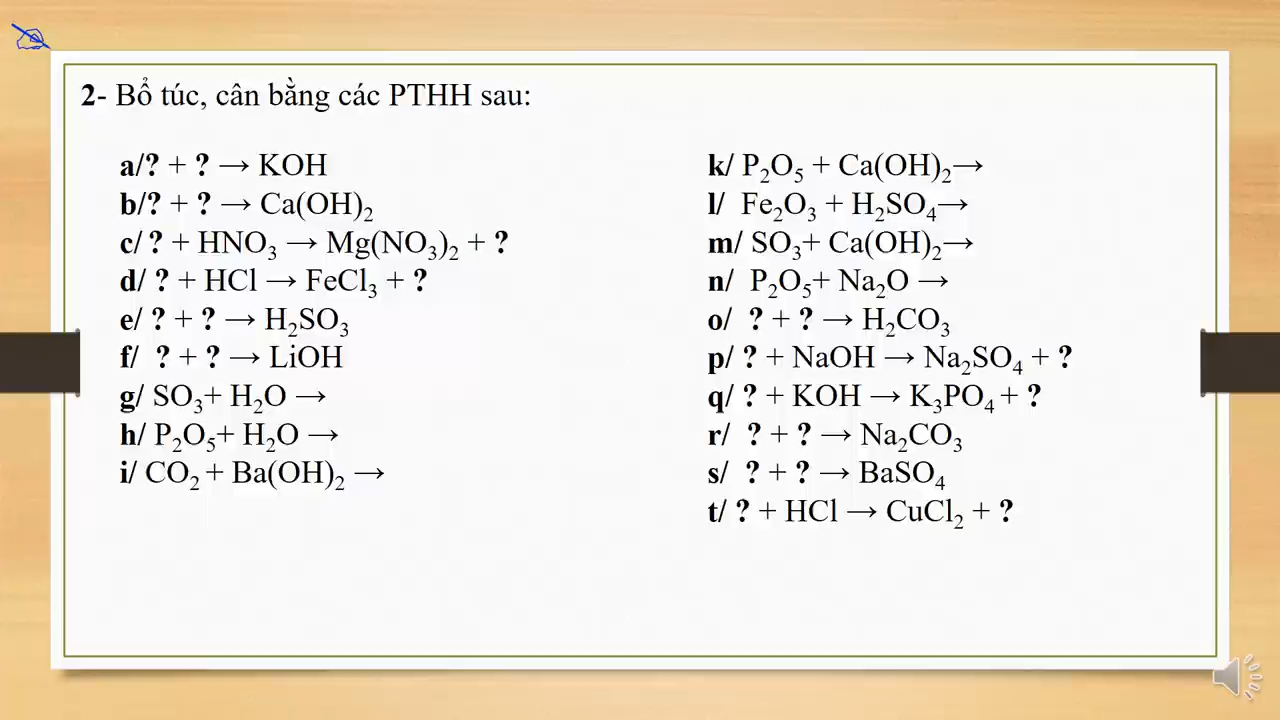 2- Bổ túc, cân bằng các PTHH sau:
a/? + ? → KOH
b/? + ? → Ca(OH)₂
c/ ? + HNO₃ → Mg(NO₃)₂ + ?
d/ ? + HCl → FeCl₃ + ?
e/ ? + ? → H₂SO₃
f/ ? + ? → LiOH
g/ SO₃+ H₂O →
h/ P₂O₅+ H₂O →
i/ CO₂ + Ba(OH)₂ →
k/ P₂O₅ + Ca(OH)₂→
l/ Fe₂O₃ + H₂SO₄→
m/ SO₃+ Ca(OH)₂→
n/ P₂O₅+ Na₂O →
o/ ? + ? → H₂CO₃
p/ ? + NaOH → Na₂SO₄ + ?
q/ ? + KOH → K₃PO₄ + ?
r/ ? + ? → Na₂CO₃
s/ ? + ? → BaSO₄
t/ ? + HCl → CuCl₂ + ?